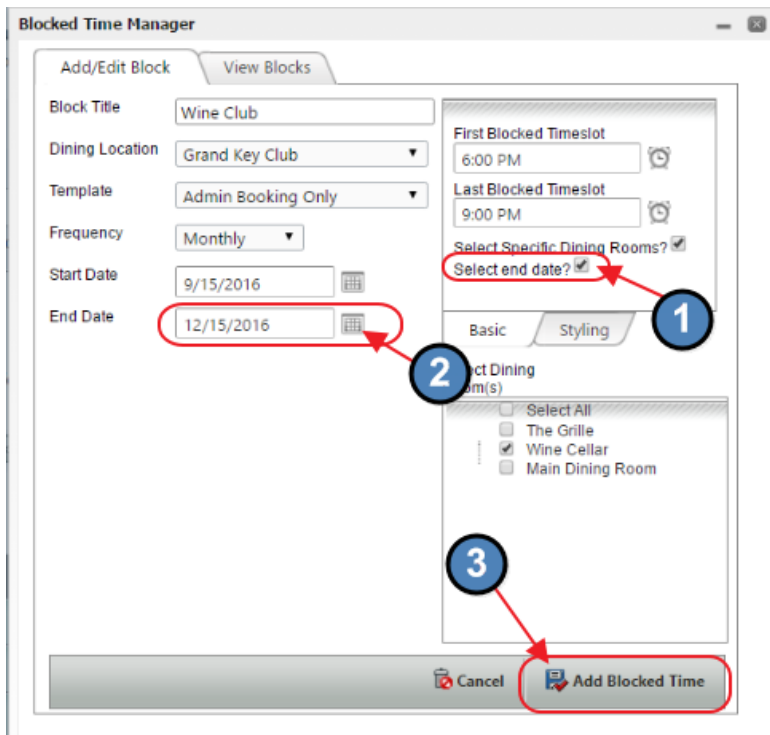 Blocked Time Manager
Add/Edit Block
View Blocks
Block Title
Wine Club
Dining Location
Grand Key Club
Template
Admin Booking Only
Frequency
Monthly
Start Date
9/15/2016
End Date
12/15/2016
First Blocked Timeslot
6:00 PM
Last Blocked Timeslot
9:00 PM
Select Specific Dining Rooms?
Select end date?
1
Basic
Styling
2
ect Dining
om(s)
Select All
The Grille
Wine Cellar
Main Dining Room
3
Cancel
Add Blocked Time